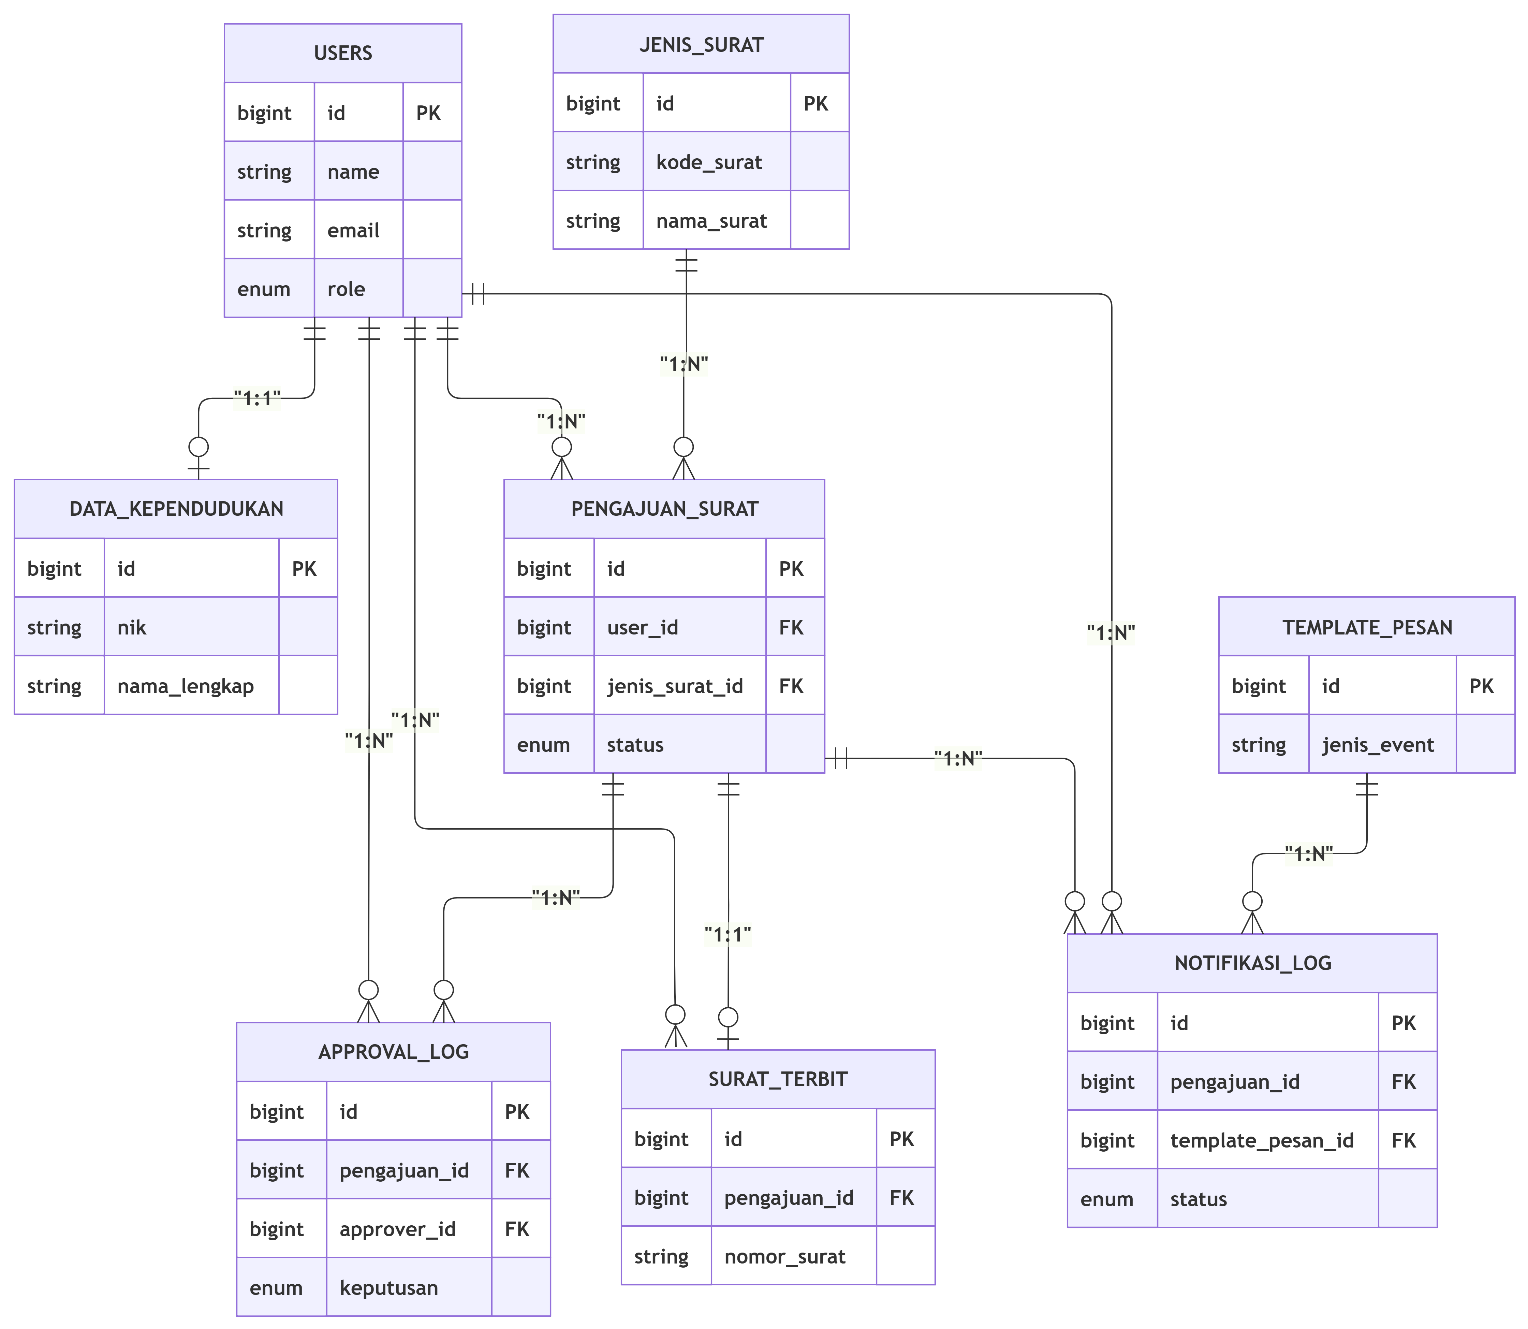 USERS
bigint id PK
string name
string email
enum role
JENIS_SURAT
bigint id PK
string kode_surat
string nama_surat
"1:1"
"1:N"
"1:N"
"1:N"
"1:N"
"1:N"
DATA_KEPENDUDUKAN
bigint id PK
string nik
string nama_lengkap
PENGAJUAN_SURAT
bigint id PK
bigint user_id FK
bigint jenis_surat_id FK
enum status
TEMPLATE_PESAN
bigint id PK
string jenis_event
"1:N"
"1:N"
"1:N"
"1:1"
APPROVAL_LOG
bigint id PK
bigint pengajuan_id FK
bigint approver_id FK
enum keputusan
SURAT_TERBIT
bigint id PK
bigint pengajuan_id FK
string nomor_surat
NOTIFIKASI_LOG
bigint id PK
bigint pengajuan_id FK
bigint template_pesan_id FK
enum status